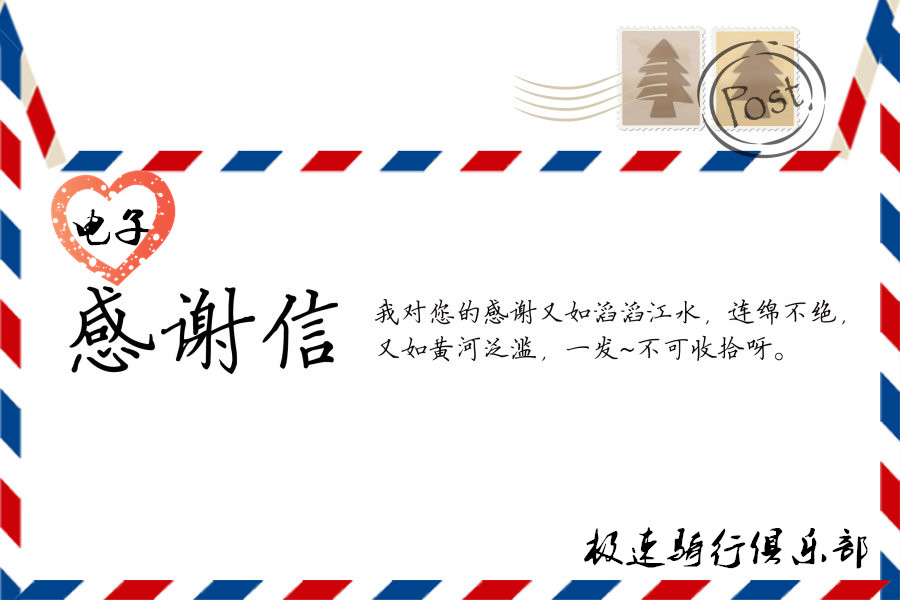 Post
电子
感谢信
我对您的感谢又如滔滔江水，连绵不绝，
又如黄河泛滥，一发~不可收拾呀。
极速骑行俱乐部